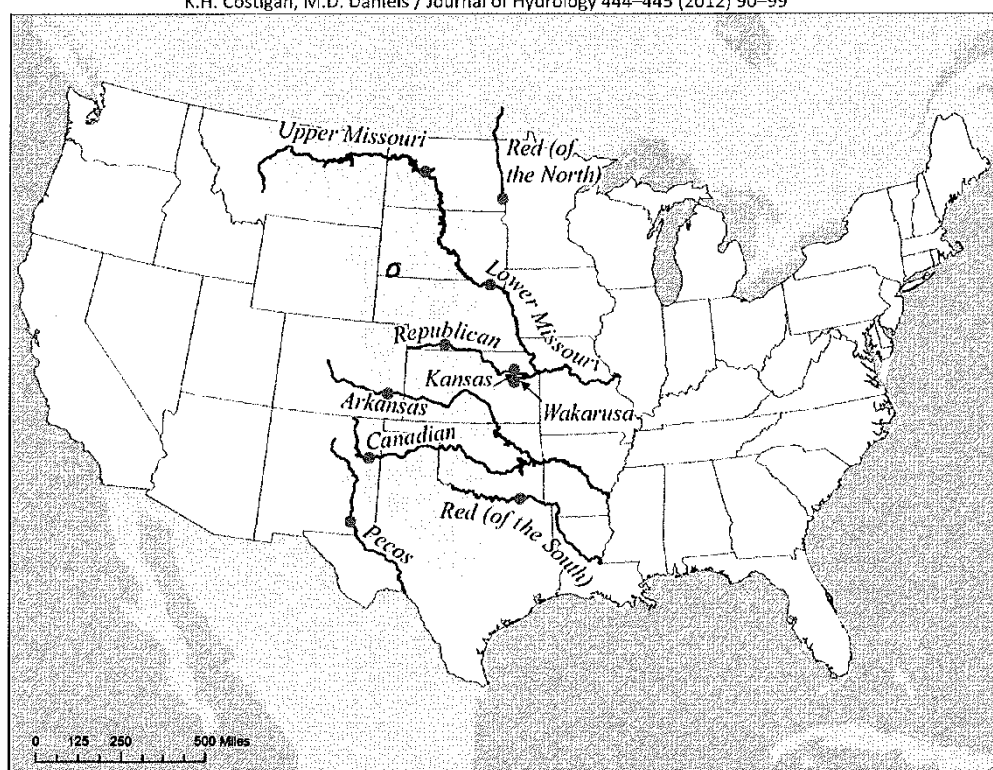 K.H. Costigan, M.D. Daniels / Journal of Hydrology 444–445 (2012) 90–99
Upper Missouri
Red (of
the North)
Lower Missouri
Republican
Kansas
Wakarusa
Arkansas
Canadian
Red (of the South)
Pecos
0 125 250 500 Miles